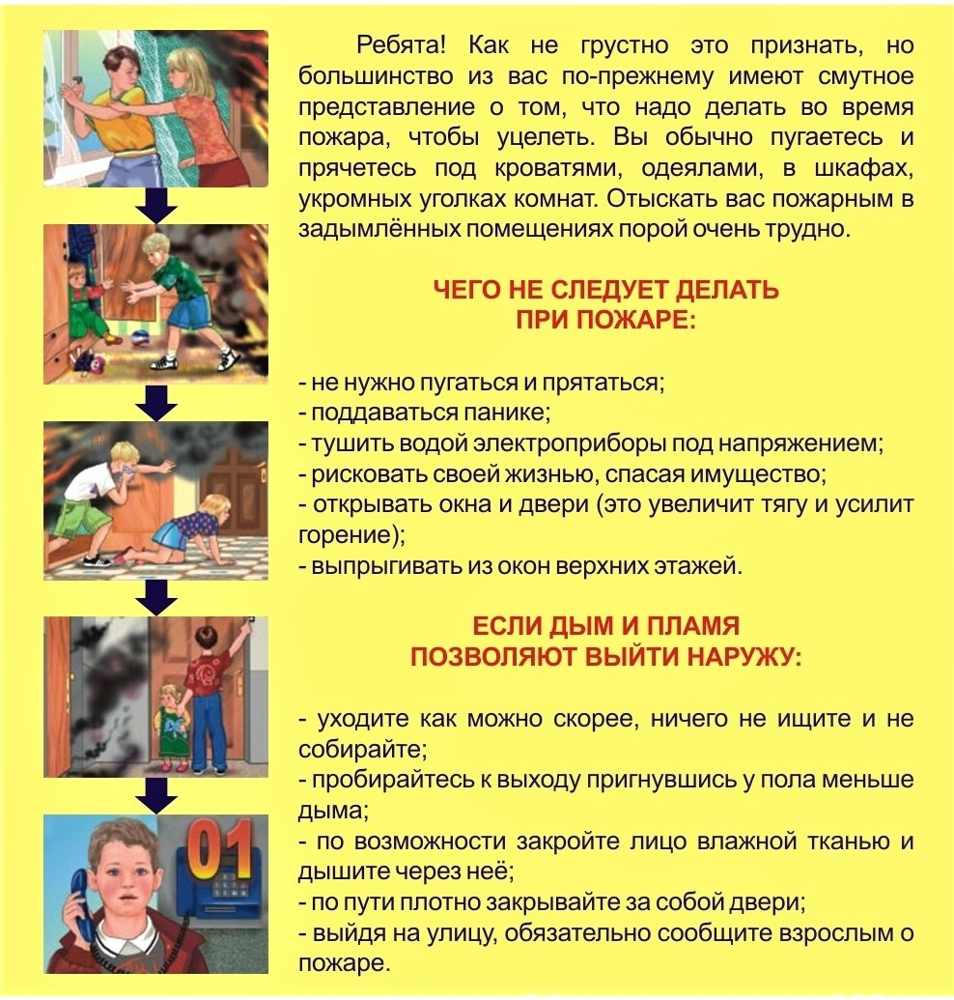 Ребята! Как не грустно это признать, но
большинство из вас по-прежнему имеют смутное
представление о том, что надо делать во время
пожара, чтобы уцелеть. Вы обычно пугаетесь и
прячетесь под кроватями, одеялами, в шкафах,
укромных уголках комнат. Отыскать вас пожарным в
задымлённых помещениях порой очень трудно.
ЧЕГО НЕ СЛЕДУЕТ ДЕЛАТЬ
ПРИ ПОЖАРЕ:
- не нужно пугаться и прятаться;
- поддаваться панике;
- тушить водой электроприборы под напряжением;
- рисковать своей жизнью, спасая имущество;
- открывать окна и двери (это увеличит тягу и усилит
горение);
- выпрыгивать из окон верхних этажей.
ЕСЛИ ДЫМ И ПЛАМЯ
ПОЗВОЛЯЮТ ВЫЙТИ НАРУЖУ:
- уходите как можно скорее, ничего не ищите и не
собирайте;
- пробирайтесь к выходу пригнувшись у пола меньше
дыма;
- по возможности закройте лицо влажной тканью и
дышите через неё;
- по пути плотно закрывайте за собой двери;
- выйдя на улицу, обязательно сообщите взрослым о
пожаре.
01